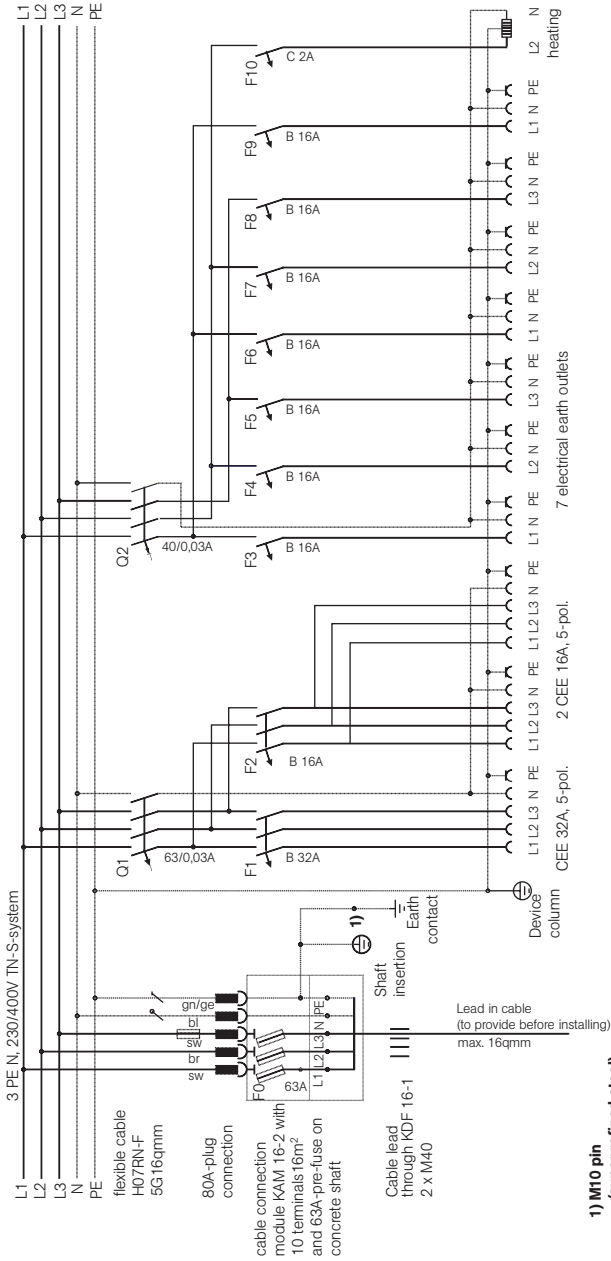 3 PE N, 230/400V TN-S-system
L1
L2
L3
N
PE
L1
L2
L3
N
PE
flexible cable
H07RN-F
5G16qmm
gn/ge
bl
sw
br
sw
80A-plug
connection
cable connection
module KAM 16-2 with
10 terminals16m²
and 63A-pre-fuse on
concrete shaft
F0
63A
L1 L2 L3 N PE
Cable lead
through KDF 16-1
2 x M40
Lead in cable
(to provide before installing)
max. 16qmm
1)
Shaft
insertion
Earth
contact
Device
column
1) M10 pin
Q1
63/0,03A
Q2
40/0,03A
F1
B 32A
F2
B 16A
F3
B 16A
F4
B 16A
F5
B 16A
F6
B 16A
F7
B 16A
F8
B 16A
F9
B 16A
F10
C 2A
L1 L2 L3 N PE
CEE 32A, 5-pol.
L1 L2 L3 N PE
L1 L2 L3 N PE
2 CEE 16A, 5-pol.
L1 N PE
L2 N PE
L3 N PE
L1 N PE
L2 N PE
L3 N PE
L1 N PE
7 electrical earth outlets
L2 N
heating